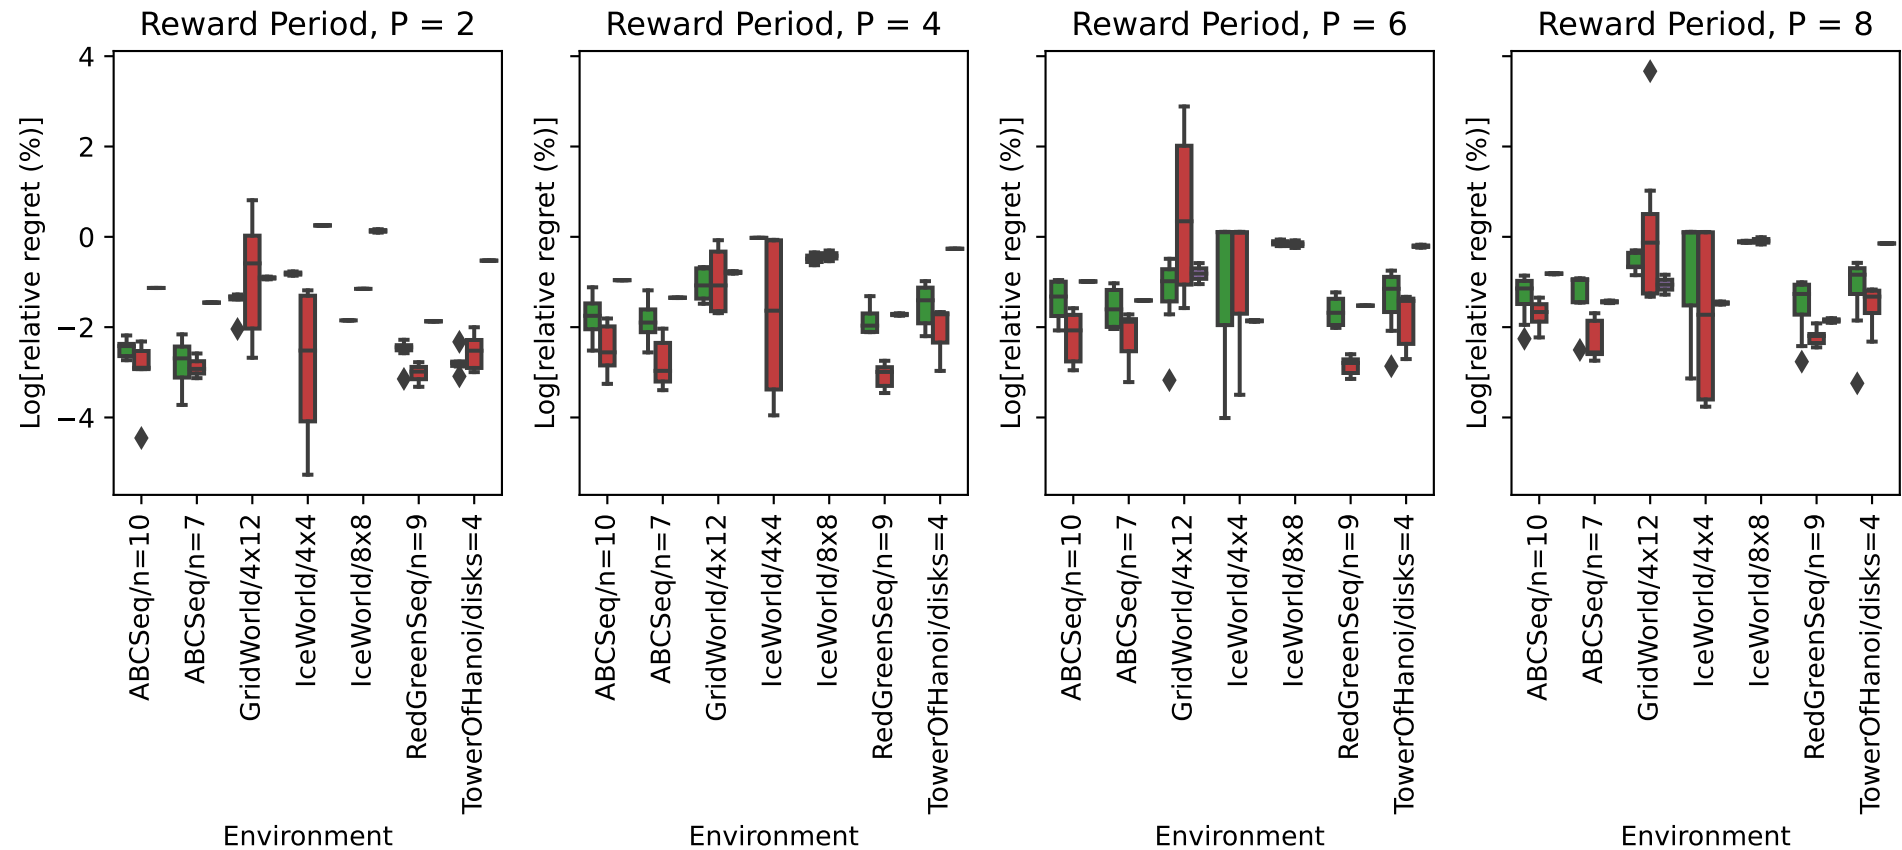 Reward Period, P = 2
Log[relative regret (%)]
4
2
0
−2
−4
ABCSeq/n=10
ABCSeq/n=7
GridWorld/4x12
IceWorld/4x4
IceWorld/8x8
RedGreenSeq/n=9
TowerOfHanoi/disks=4
Environment
Reward Period, P = 4
Log[relative regret (%)]
ABCSeq/n=10
ABCSeq/n=7
GridWorld/4x12
IceWorld/4x4
IceWorld/8x8
RedGreenSeq/n=9
TowerOfHanoi/disks=4
Environment
Reward Period, P = 6
Log[relative regret (%)]
ABCSeq/n=10
ABCSeq/n=7
GridWorld/4x12
IceWorld/4x4
IceWorld/8x8
RedGreenSeq/n=9
TowerOfHanoi/disks=4
Environment
Reward Period, P = 8
Log[relative regret (%)]
ABCSeq/n=10
ABCSeq/n=7
GridWorld/4x12
IceWorld/4x4
IceWorld/8x8
RedGreenSeq/n=9
TowerOfHanoi/disks=4
Environment